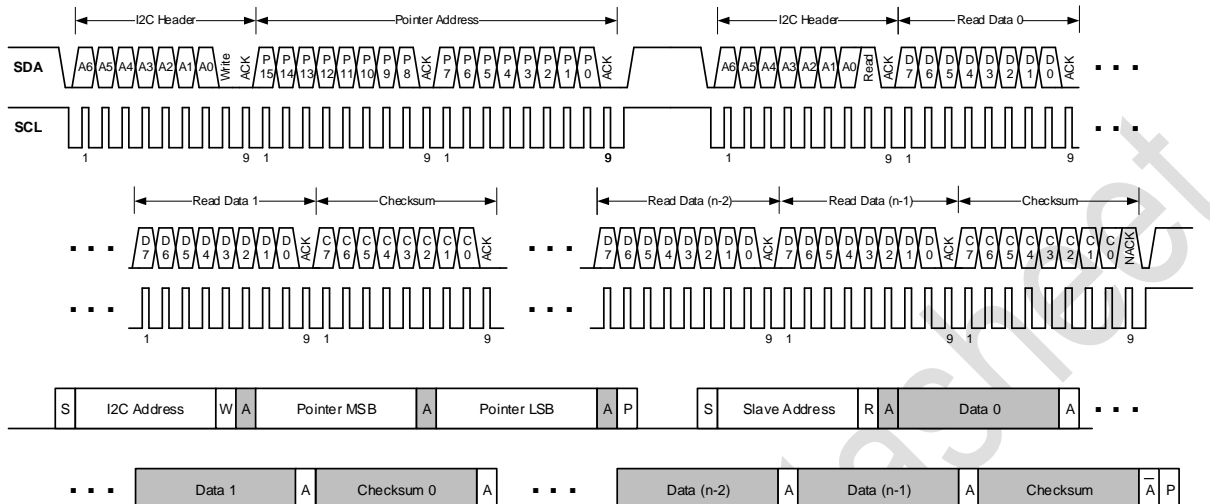 I2C Header Pointer Address I2C Header Read Data 0
SDA A6 A5 A4 A3 A2 A1 A0 Write ACK P15 P14 P13 P12 P11 P10 P9 P8 ACK P7 P6 P5 P4 P3 P2 P1 P0 ACK A6 A5 A4 A3 A2 A1 A0 Read ACK D7 D6 D5 D4 D3 D2 D1 D0 ACK
SCL
1 9 1 9 1 9 1 9 1 9
Read Data 1 Checksum Read Data (n-2) Read Data (n-1) Checksum
D7 D6 D5 D4 D3 D2 D1 D0 ACK C7 C6 C5 C4 C3 C2 C1 C0 ACK D7 D6 D5 D4 D3 D2 D1 D0 ACK D7 D6 D5 D4 D3 D2 D1 D0 ACK C7 C6 C5 C4 C3 C2 C1 C0 NACK
1 9 1 9 9 1 9 1 9
S I2C Address W A Pointer MSB A Pointer LSB A P S Slave Address R A Data 0 A
Data 1 A Checksum 0 A Data (n-2) A Data (n-1) A Checksum A P